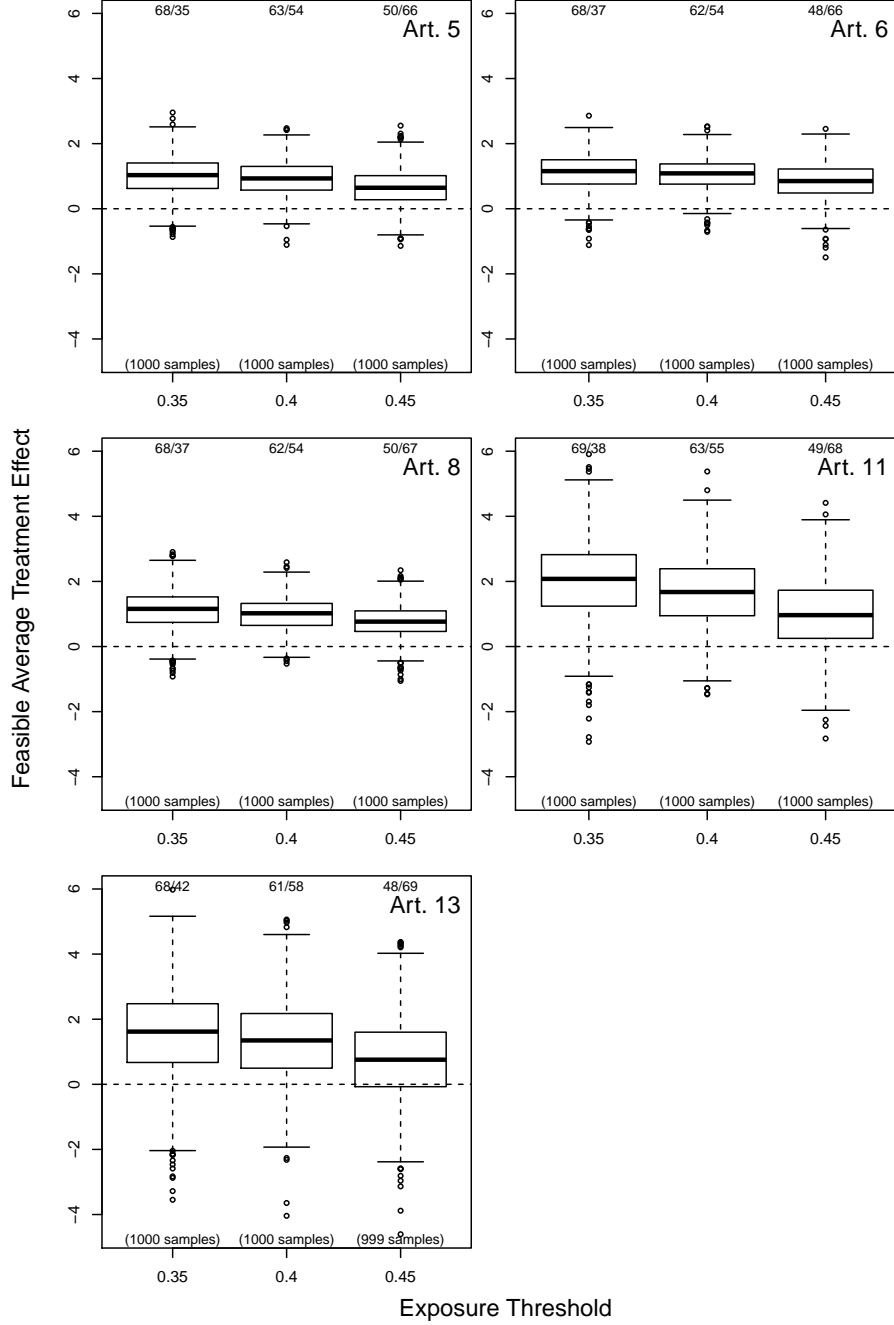 68/35 63/54 50/66
Art. 5
6
4
2
0
−2
−4
(1000 samples) (1000 samples) (1000 samples)
0.35 0.4 0.45
68/37 62/54 48/66
Art. 6
6
4
2
0
−2
−4
(1000 samples) (1000 samples) (1000 samples)
0.35 0.4 0.45
Feasible Average Treatment Effect
68/37 62/54 50/67
Art. 8
6
4
2
0
−2
−4
(1000 samples) (1000 samples) (1000 samples)
0.35 0.4 0.45
69/38 63/55 49/68
Art. 11
6
4
2
0
−2
−4
(1000 samples) (1000 samples) (1000 samples)
0.35 0.4 0.45
68/42 61/58 48/69
Art. 13
6
4
2
0
−2
−4
(1000 samples) (1000 samples) (999 samples)
0.35 0.4 0.45
Exposure Threshold